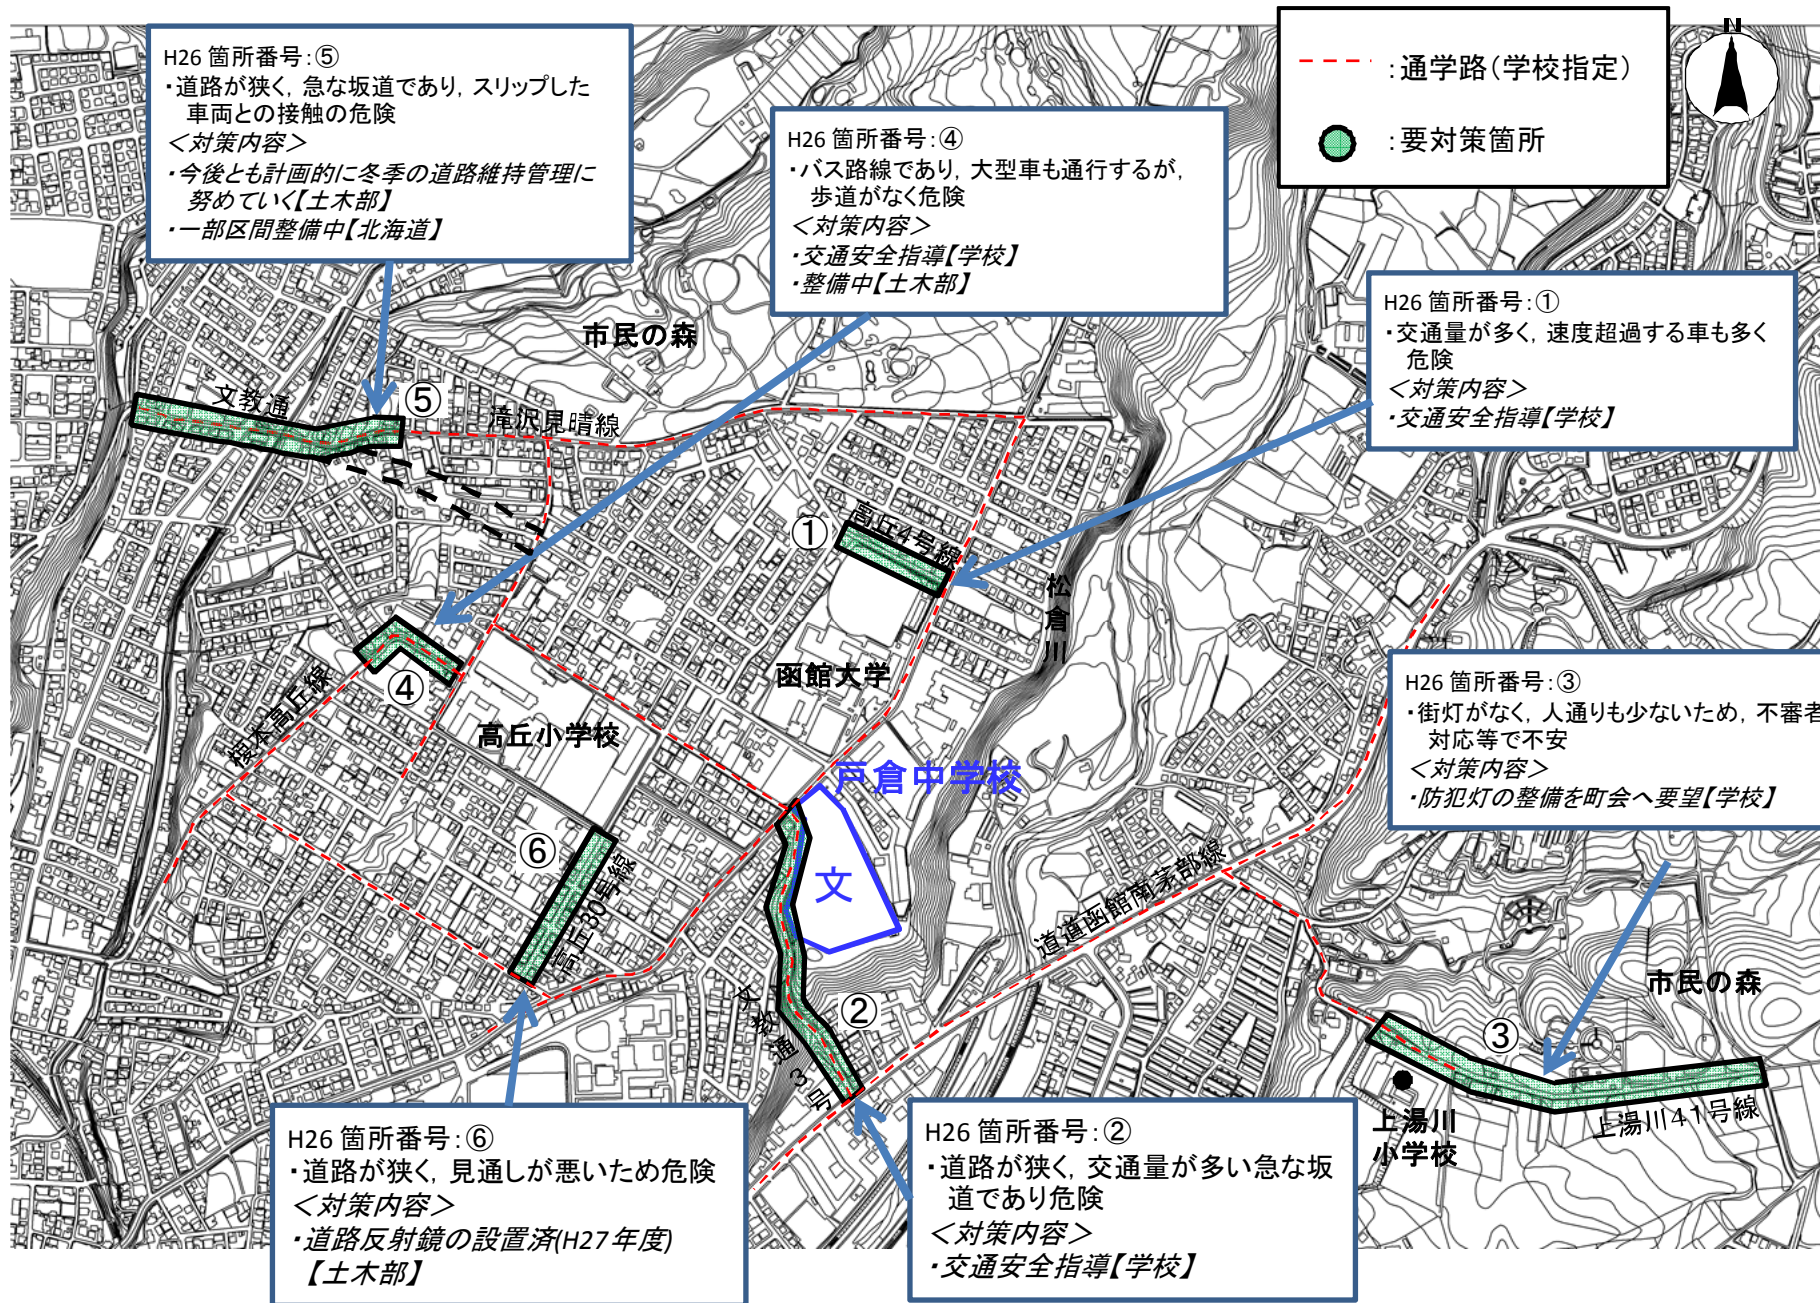 H26 箇所番号:⑤
・道路が狭く，急な坂道であり，スリップした
車両との接触の危険
＜対策内容＞
・今後とも計画的に冬季の道路維持管理に
努めていく【土木部】
・一部区間整備中【北海道】
H26 箇所番号:④
・バス路線であり，大型車も通行するが，
歩道がなく危険
＜対策内容＞
・交通安全指導【学校】
・整備中【土木部】
:通学路（学校指定）
:要対策箇所
N
H26 箇所番号:①
・交通量が多く，速度超過する車も多く
危険
＜対策内容＞
・交通安全指導【学校】
市民の森
文教通
⑤
滝沢見晴線
①
高丘4号線
松倉川
④
榎本高丘線
函館大学
高丘小学校
戸倉中学校
文
H26 箇所番号:③
・街灯がなく，人通りも少ないため，不審者
対応等で不安
＜対策内容＞
・防犯灯の整備を町会へ要望【学校】
⑥
高丘30号線
道道函館南茅部線
文教通3号
②
市民の森
③
上湯川
小学校
上湯川41号線
H26 箇所番号:⑥
・道路が狭く，見通しが悪いため危険
＜対策内容＞
・道路反射鏡の設置済(H27年度)
【土木部】
H26 箇所番号:②
・道路が狭く，交通量が多い急な坂
道であり危険
＜対策内容＞
・交通安全指導【学校】